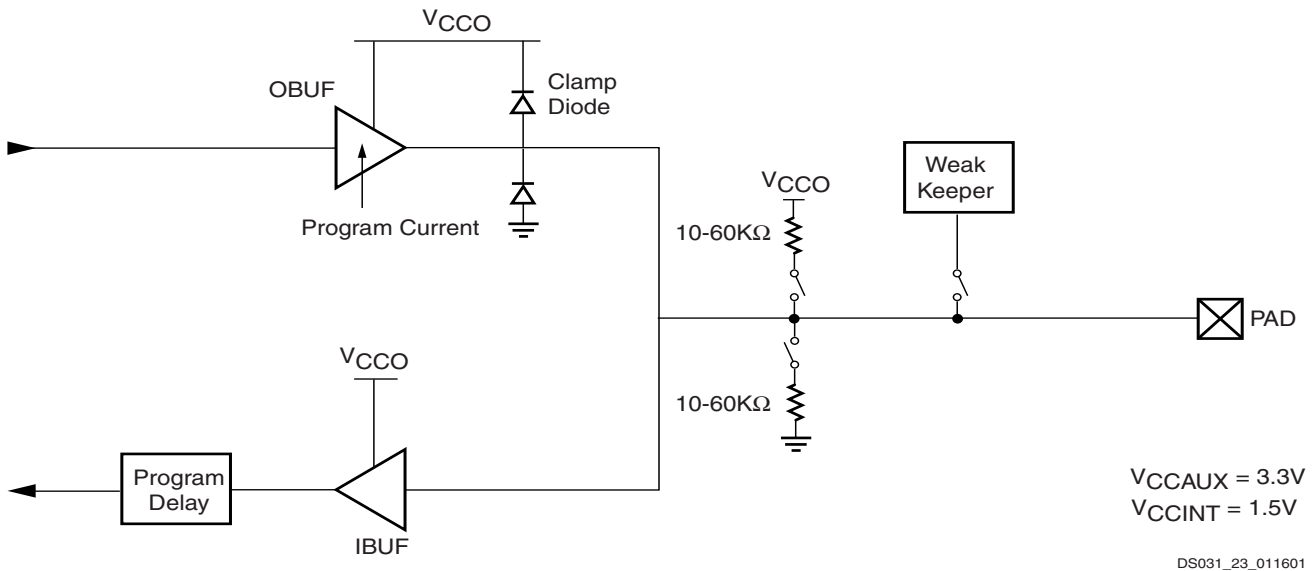 VCCO
OBUF
Clamp
Diode
Program Current
VCCO
10-60KΩ
Weak
Keeper
PAD
10-60KΩ
VCCO
Program
Delay
IBUF
VCCAUX = 3.3V
VCCINT = 1.5V
DS031_23_011601